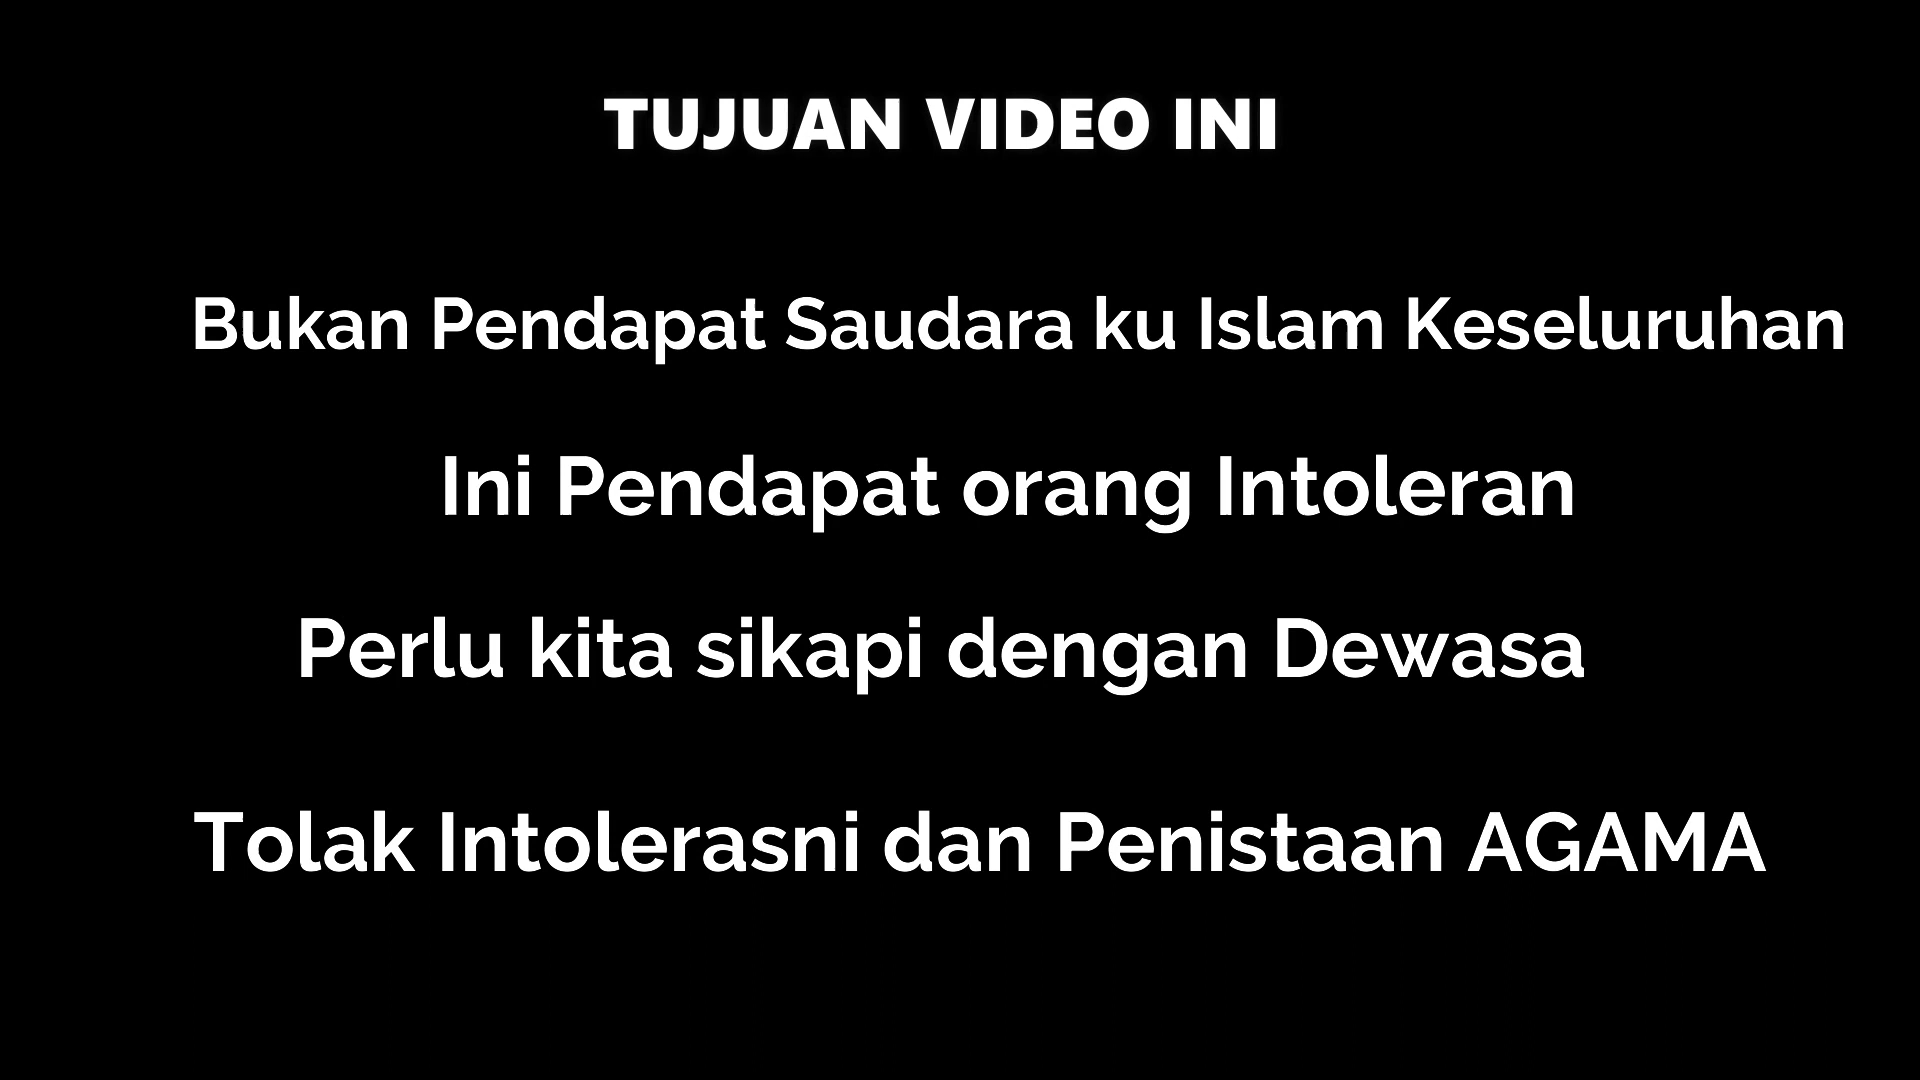 TUJUAN VIDEO INI
Bukan Pendapat Saudara ku Islam Keseluruhan
Ini Pendapat orang Intoleran
Perlu kita sikapi dengan Dewasa
Tolak Intolerasni dan Penistaan AGAMA